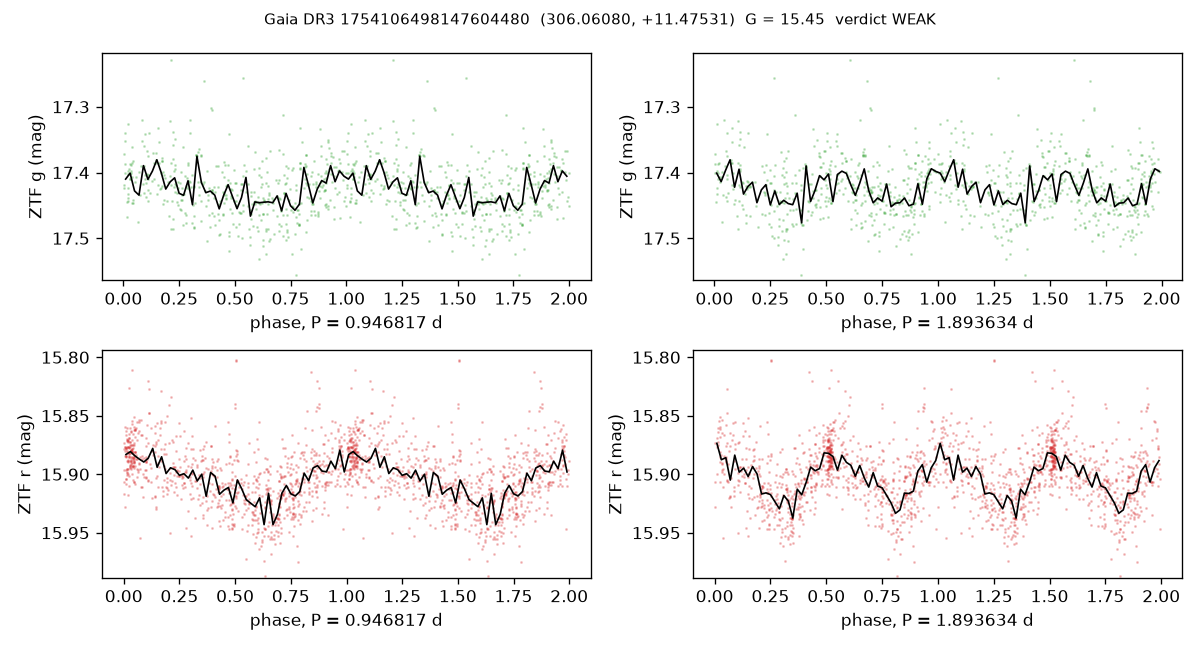 Gaia DR3 1754106498147604480 (306.06080, +11.47531) G = 15.45 verdict WEAK
ZTF g (mag)
17.3
17.4
17.5
0.00 0.25 0.50 0.75 1.00 1.25 1.50 1.75 2.00
phase, P = 0.946817 d
ZTF g (mag)
17.3
17.4
17.5
0.00 0.25 0.50 0.75 1.00 1.25 1.50 1.75 2.00
phase, P = 1.893634 d
ZTF r (mag)
15.80
15.85
15.90
15.95
0.00 0.25 0.50 0.75 1.00 1.25 1.50 1.75 2.00
phase, P = 0.946817 d
ZTF r (mag)
15.80
15.85
15.90
15.95
0.00 0.25 0.50 0.75 1.00 1.25 1.50 1.75 2.00
phase, P = 1.893634 d